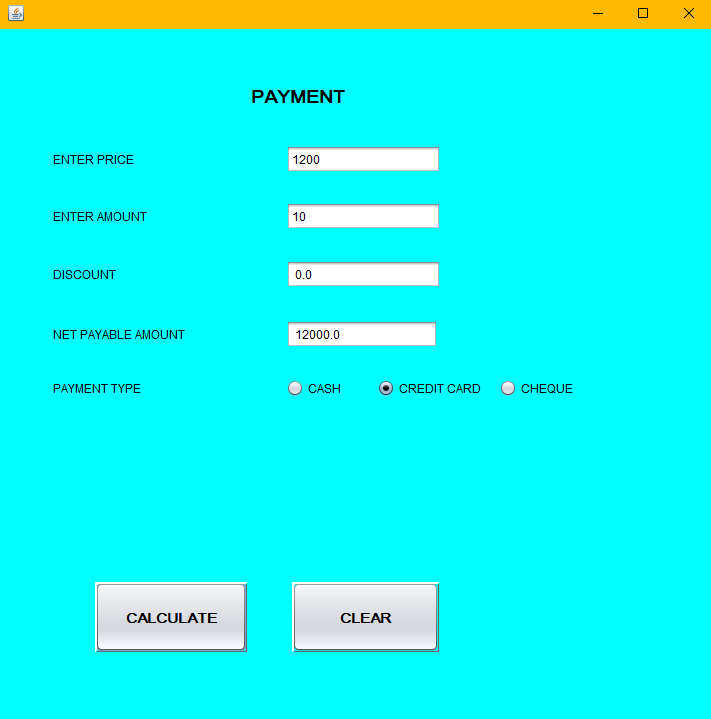 PAYMENT
ENTER PRICE 1200
ENTER AMOUNT 10
DISCOUNT 0.0
NET PAYABLE AMOUNT 12000.0
PAYMENT TYPE CASH CREDIT CARD CHEQUE
CALCULATE CLEAR